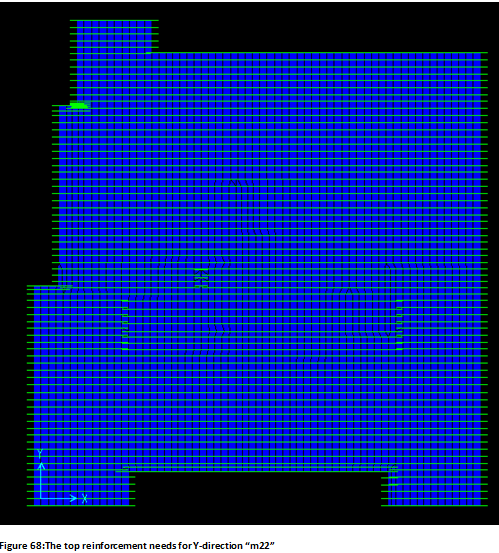 Y
X
Figure 68:The top reinforcement needs for Y-direction “m22”